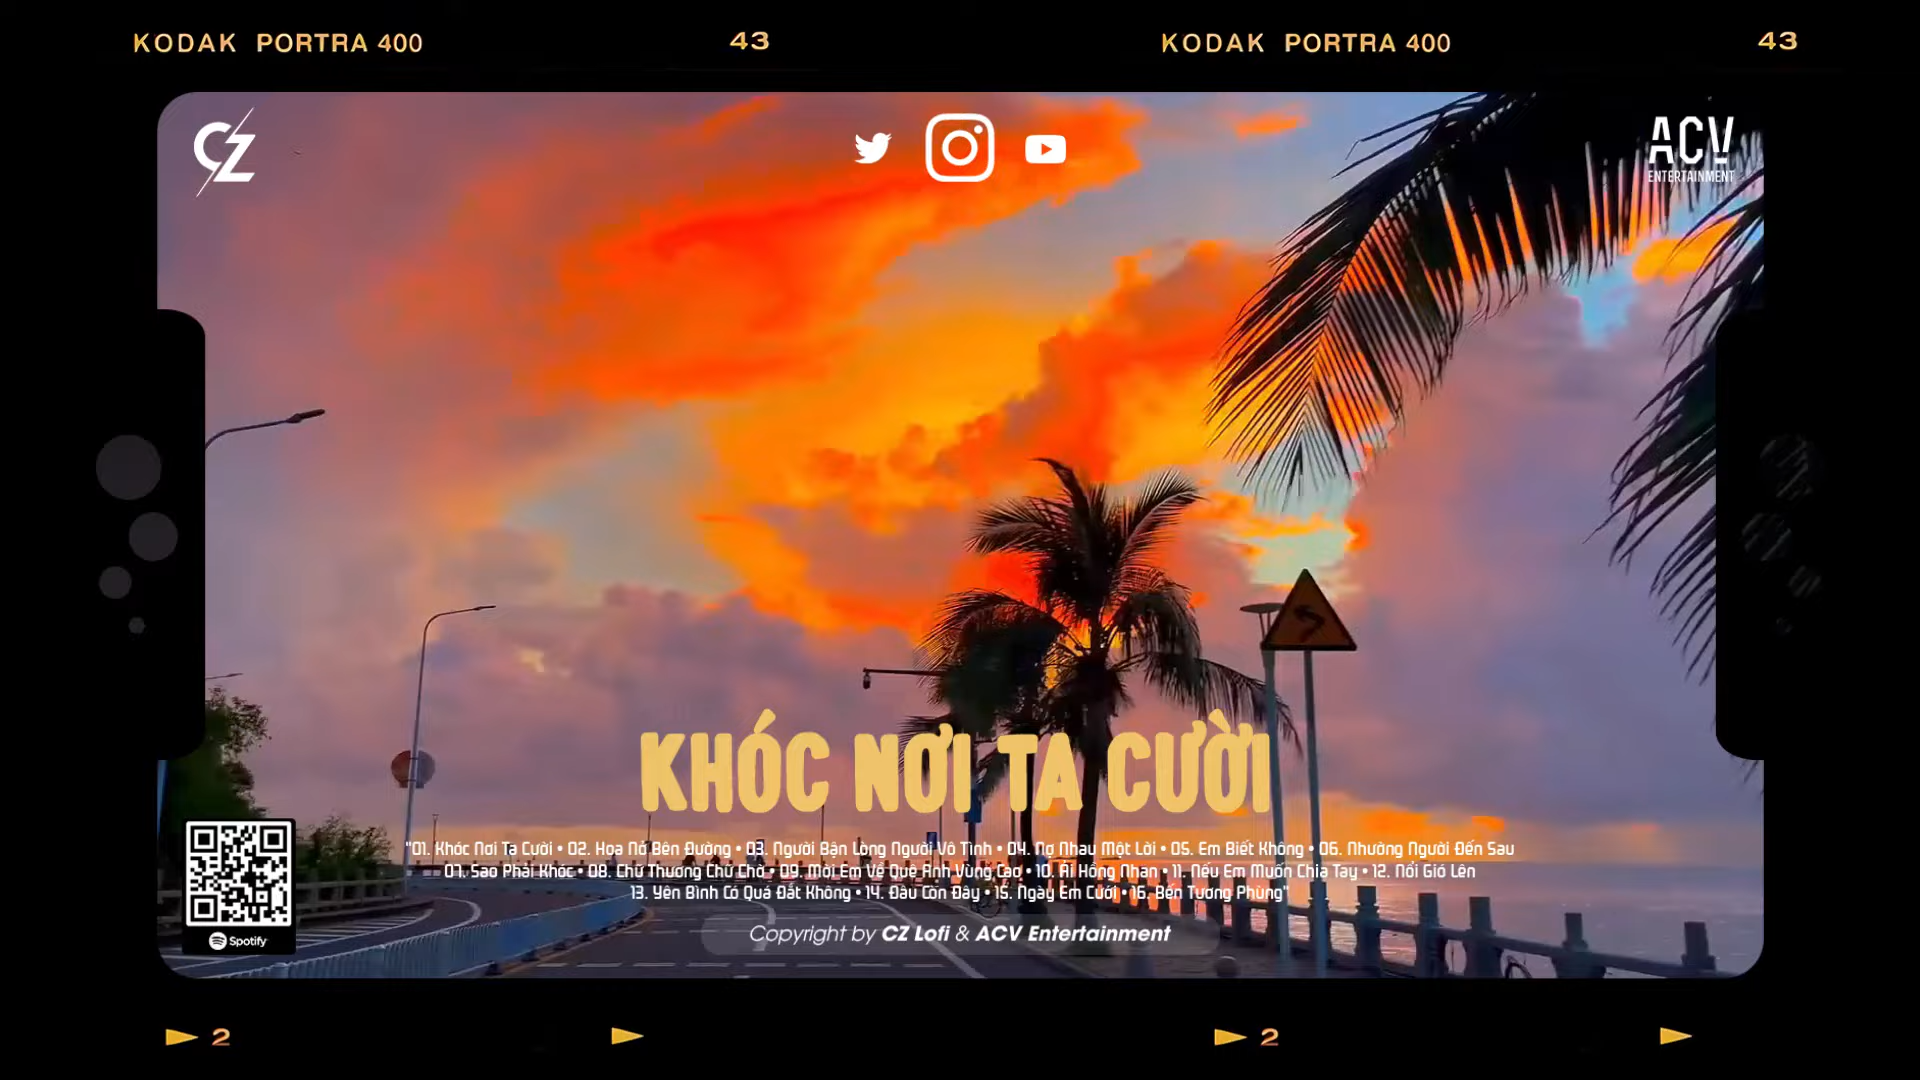 KODAK PORTRA 400 43 KODAK PORTRA 400 43
CZ
ACV
ENTERTAINMENT
KHÓC NƠI TA CƯỜI
"01. Khóc Nơi Ta Cười • 02. Hoa Nở Bên Đường • 03. Người Bận Lòng Người Vô Tình • 04. Nợ Nhau Một Lời • 05. Em Biết Không • 06. Nhường Người Đến Sau
07. Sao Phải Khóc • 08. Chữ Thương Chữ Chờ • 09. Mời Em Về Quê Anh Vùng Cao • 10. Ai Hồng Nhan • 11. Nếu Em Muốn Chia Tay • 12. Nổi Gió Lên
13. Yên Bình Có Quá Đắt Không • 14. Đâu Còn Đây • 15. Ngày Em Cưới • 16. Bến Tương Phùng"
Spotify
Copyright by CZ Lofi & ACV Entertainment
2 2